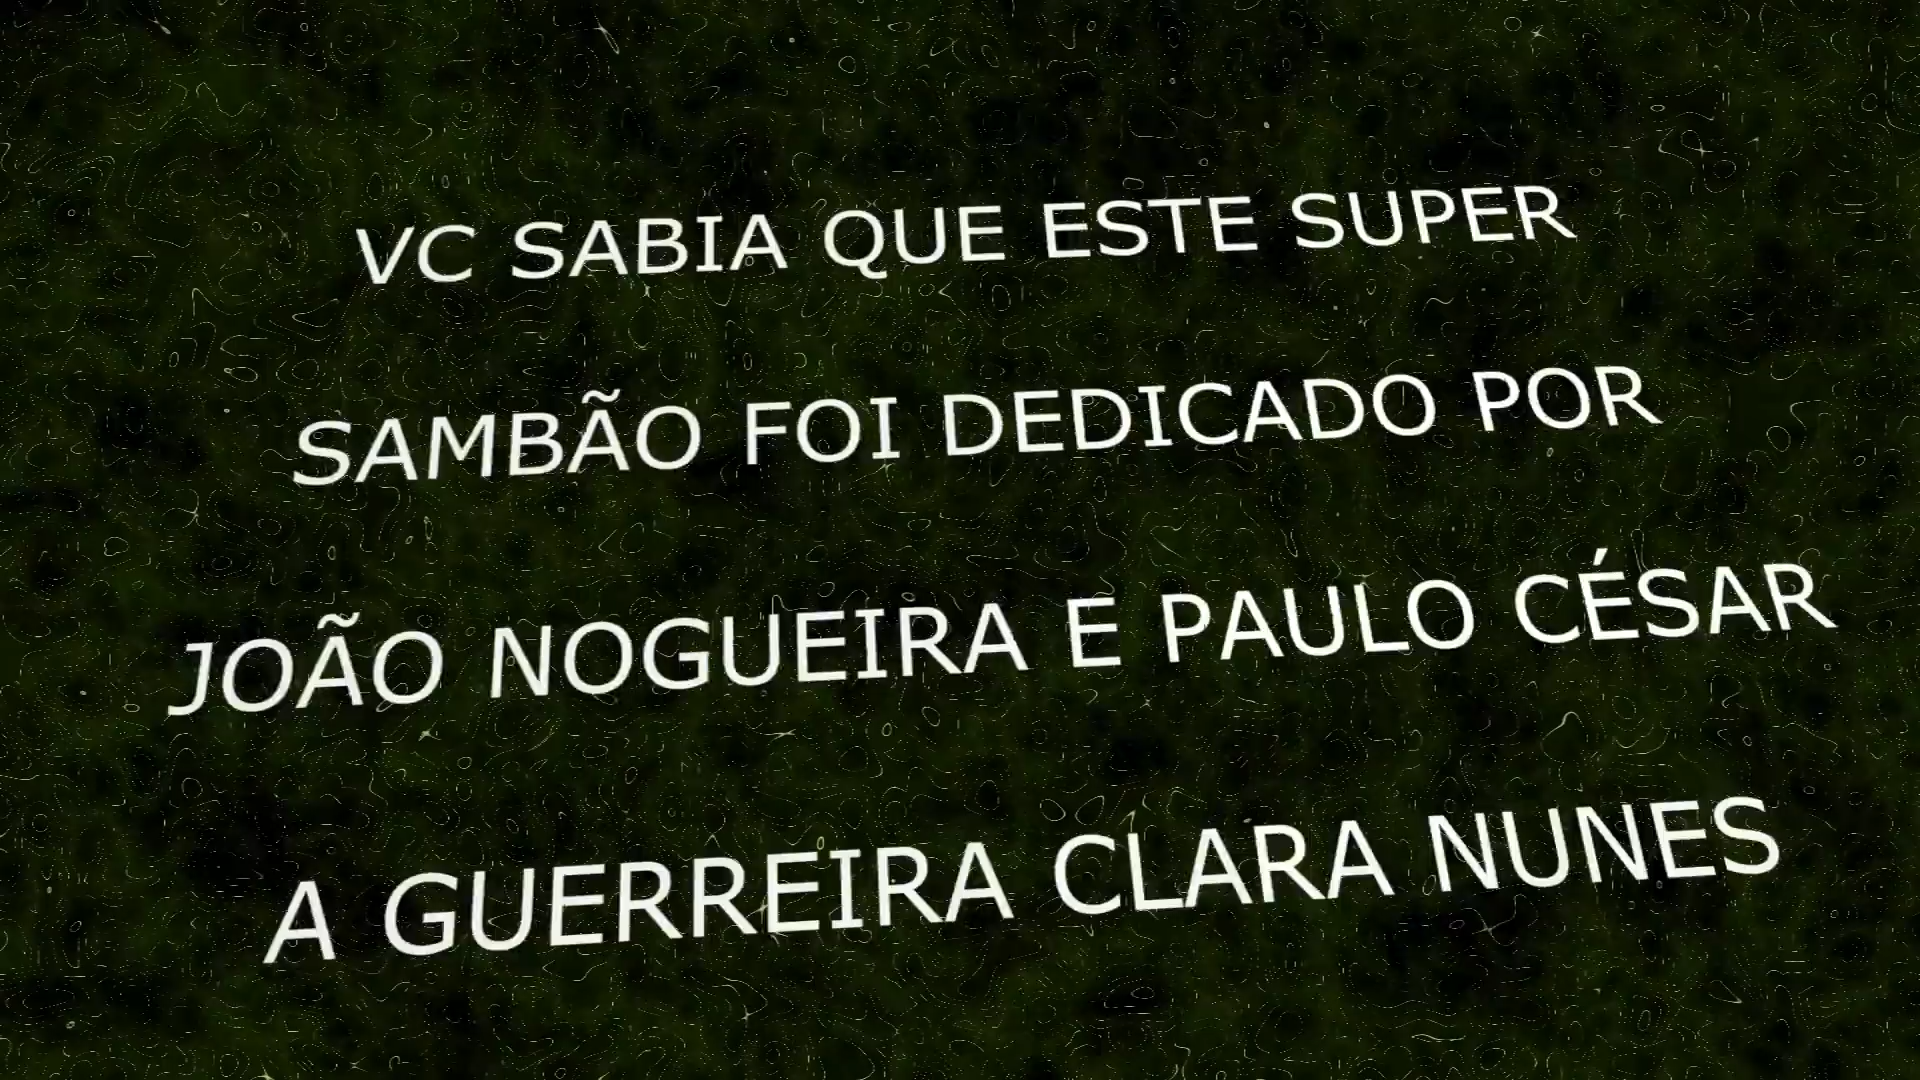 VC SABIA QUE ESTE SUPER
SAMBÃO FOI DEDICADO POR
JOÃO NOGUEIRA E PAULO CÉSAR
A GUERREIRA CLARA NUNES